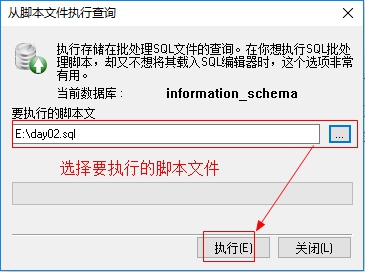 从脚本文件执行查询
执行存储在批处理SQL文件的查询。在你想执行SQL批处
理脚本，却又不想将其载入SQL编辑器时，这个选项非常
有用。
当前数据库： information_schema
要执行的脚本文
E:\day02.sql ...
选择要执行的脚本文件
执行(E) 关闭(L)